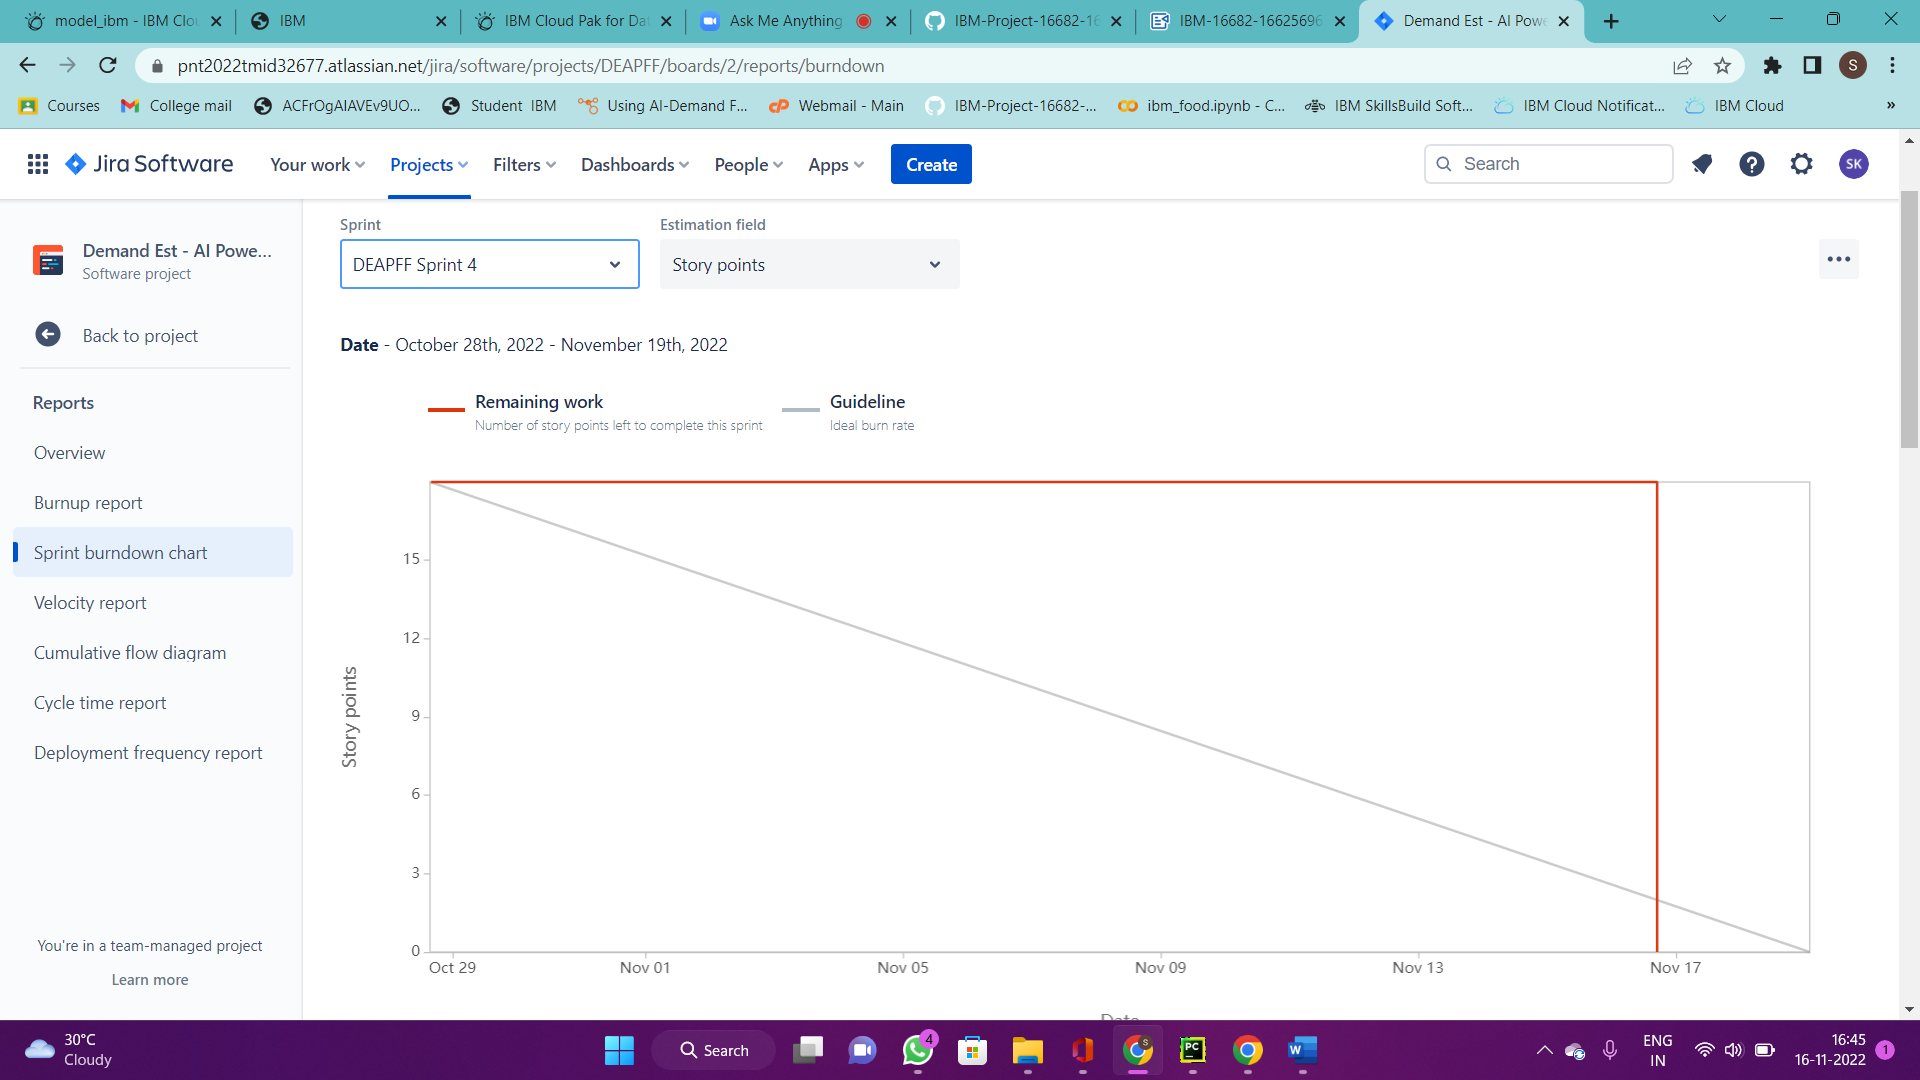 model_ibm - IBM Clou
IBM
IBM Cloud Pak for Dat
Ask Me Anything
IBM-Project-16682-16
IBM-16682-16625696
Demand Est - AI Powe
pnt2022tmid32677.atlassian.net/jira/software/projects/DEAPFF/boards/2/reports/burndown
S
Courses
College mail
ACFrOgAIAVEv9UO...
Student IBM
Using AI-Demand F...
Webmail - Main
IBM-Project-16682-...
ibm_food.ipynb - C...
IBM SkillsBuild Soft...
IBM Cloud Notificat...
IBM Cloud
»
Jira Software
Your work
Projects
Filters
Dashboards
People
Apps
Create
Search
SK
Demand Est - AI Powe...
Software project
Back to project
Reports
Overview
Burnup report
Sprint burndown chart
Velocity report
Cumulative flow diagram
Cycle time report
Deployment frequency report
You're in a team-managed project
Learn more
Sprint
Estimation field
DEAPFF Sprint 4
Story points
Date - October 28th, 2022 - November 19th, 2022
Remaining work
Number of story points left to complete this sprint
Guideline
Ideal burn rate
Story points
15
12
9
6
3
0
Oct 29
Nov 01
Nov 05
Nov 09
Nov 13
Nov 17
Date
30°C
Cloudy
Search
4
S
PC
W
ENG
IN
16:45
16-11-2022
1